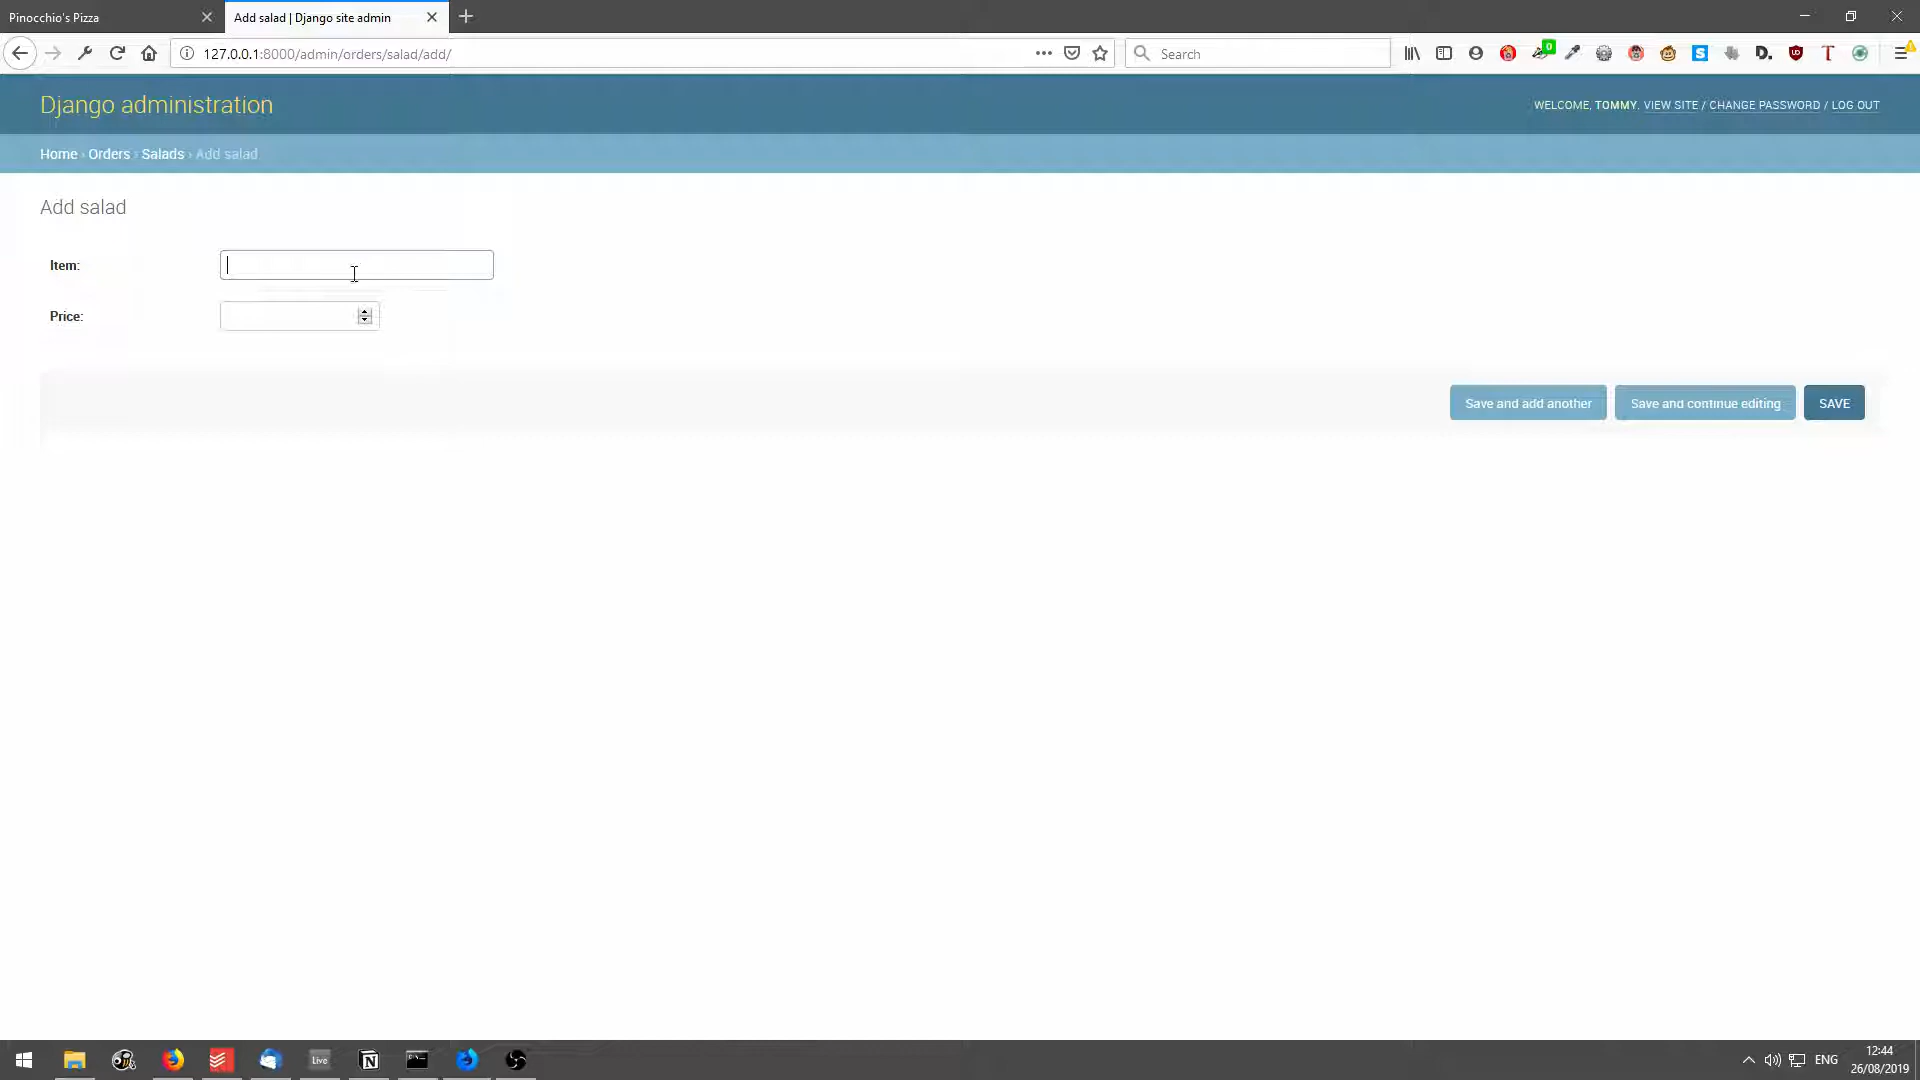 Pinocchio's Pizza
Add salad | Django site admin
127.0.0.1:8000/admin/orders/salad/add/
Search
0
S
D.
T
Django administration
WELCOME, TOMMY. VIEW SITE / CHANGE PASSWORD / LOG OUT
Home › Orders › Salads › Add salad
Add salad
Item:
Price:
Save and add another
Save and continue editing
SAVE
Live
N
ENG
12:44
26/08/2019